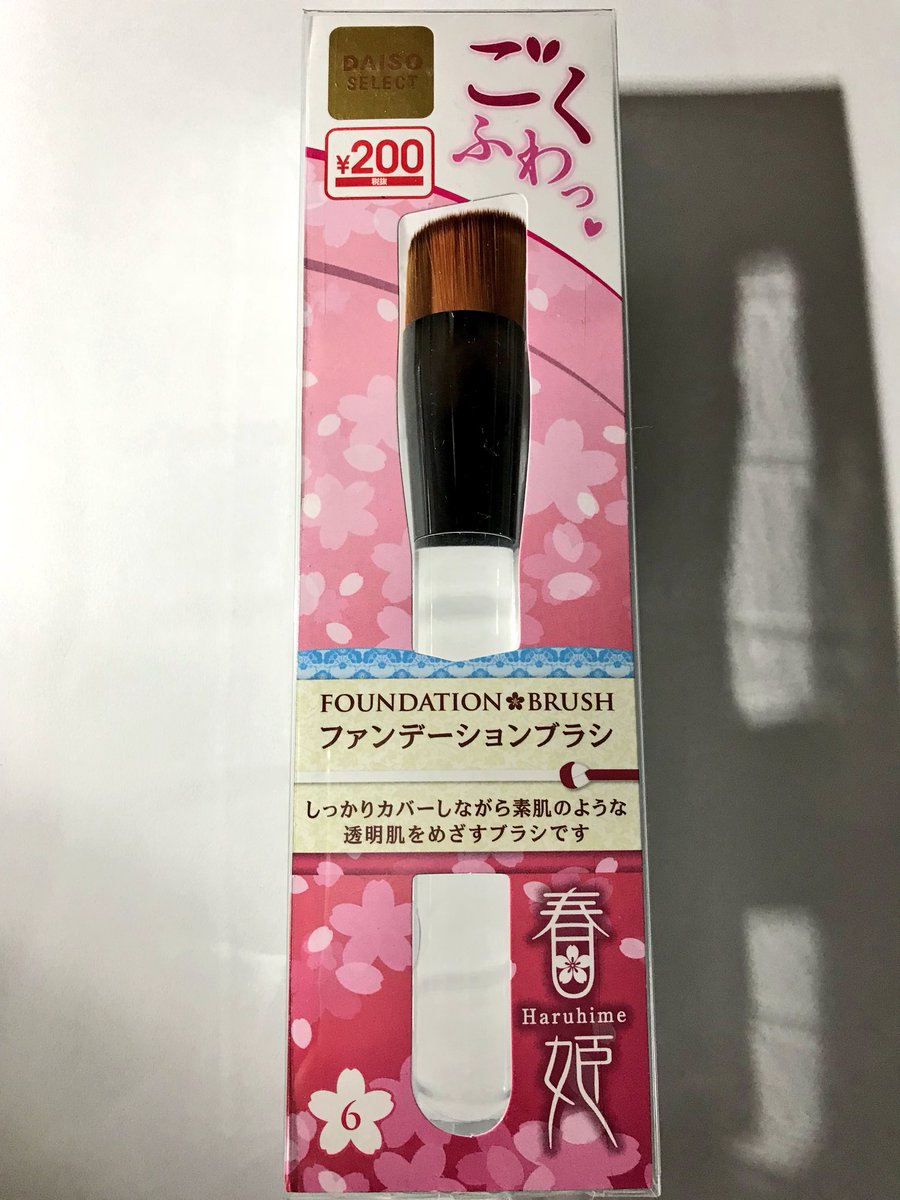 DAISO
SELECT
¥200
税抜
ごく
ふわっ
FOUNDATION BRUSH
ファンデーションブラシ
しっかりカバーしながら素肌のような
透明肌をめざすブラシです
春
Haruhime
姫
6